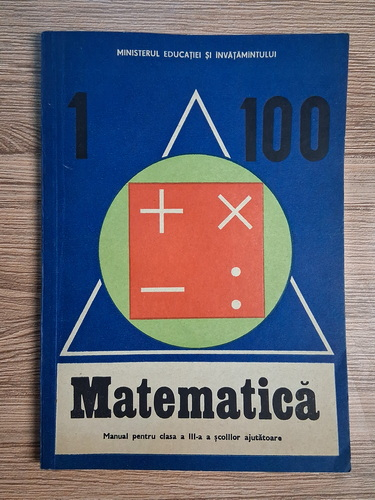 MINISTERUL EDUCAȚIEI ȘI ÎNVĂȚĂMÎNTULUI
1 100
+ ×
− :
Matematică
Manual pentru clasa a III-a a școlilor ajutătoare